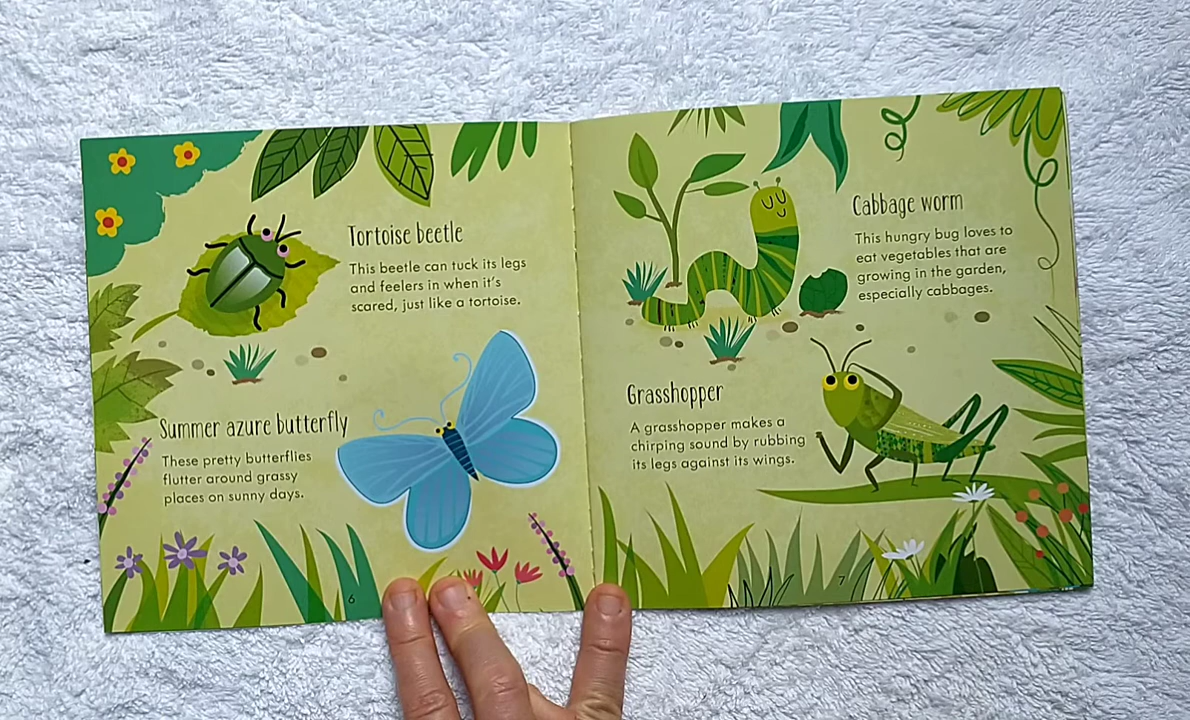 Tortoise beetle
This beetle can tuck its legs
and feelers in when it's
scared, just like a tortoise.
Summer azure butterfly
These pretty butterflies
flutter around grassy
places on sunny days.
6
Cabbage worm
This hungry bug loves to
eat vegetables that are
growing in the garden,
especially cabbages.
Grasshopper
A grasshopper makes a
chirping sound by rubbing
its legs against its wings.
7